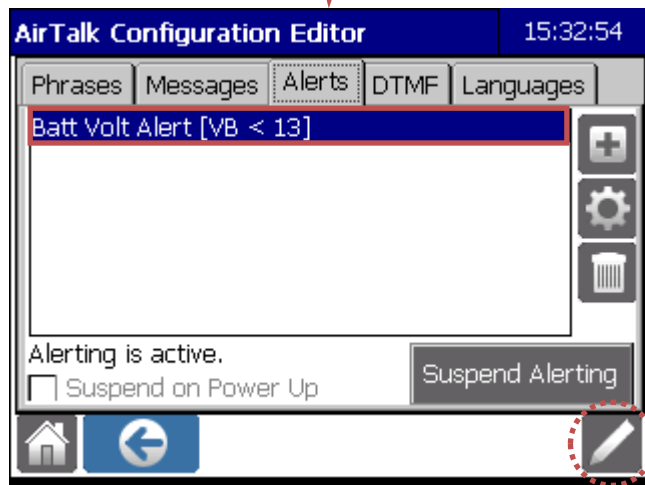 AirTalk Configuration Editor 15:32:54
Phrases Messages Alerts DTMF Languages
Batt Volt Alert [VB < 13]
Alerting is active.
Suspend on Power Up
Suspend Alerting